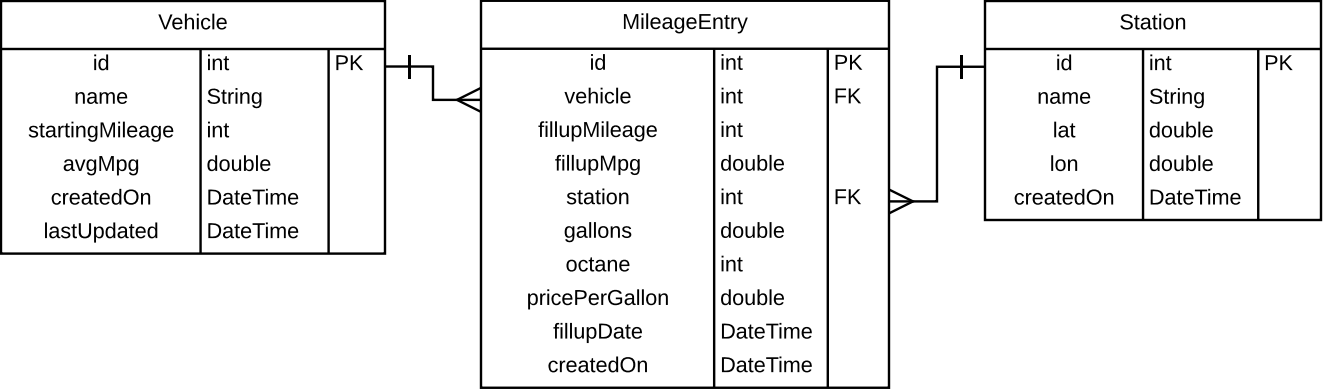 Vehicle
id int PK
name String
startingMileage int
avgMpg double
createdOn DateTime
lastUpdated DateTime
MileageEntry
id int PK
vehicle int FK
fillupMileage int
fillupMpg double
station int FK
gallons double
octane int
pricePerGallon double
fillupDate DateTime
createdOn DateTime
Station
id int PK
name String
lat double
lon double
createdOn DateTime